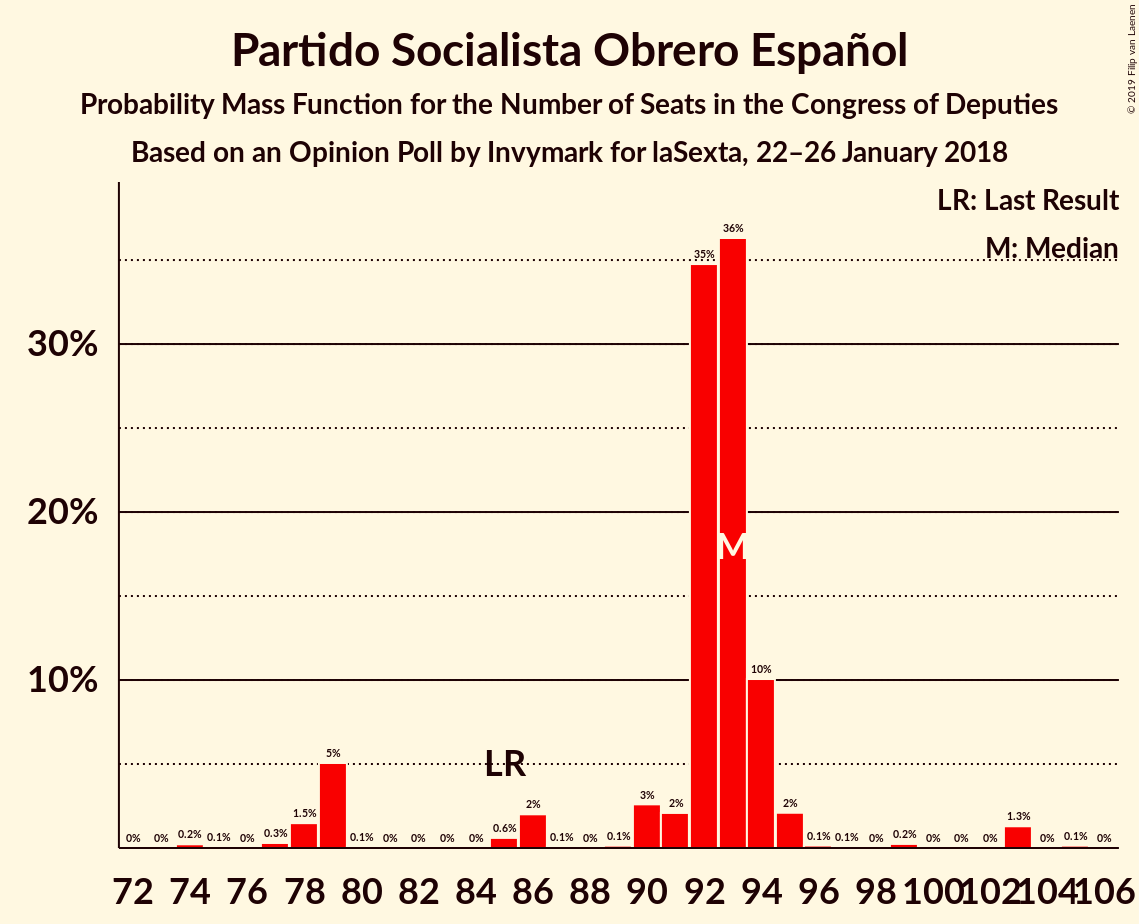 Partido Socialista Obrero Español
Probability Mass Function for the Number of Seats in the Congress of Deputies
Based on an Opinion Poll by Invymark for laSexta, 22–26 January 2018
© 2019 Filip van Laenen
LR: Last Result
M: Median
30%
20%
10%
0% 0% 0.2% 0.1% 0% 0.3% 1.5% 5% 0.1% 0% 0% 0% 0% 0.6% 2% 0.1% 0% 0.1% 3% 2% 35% 36% 10% 2% 0.1% 0.1% 0% 0.2% 0% 0% 0% 1.3% 0% 0.1% 0%
LR
M
72 74 76 78 80 82 84 86 88 90 92 94 96 98 100 102 104 106